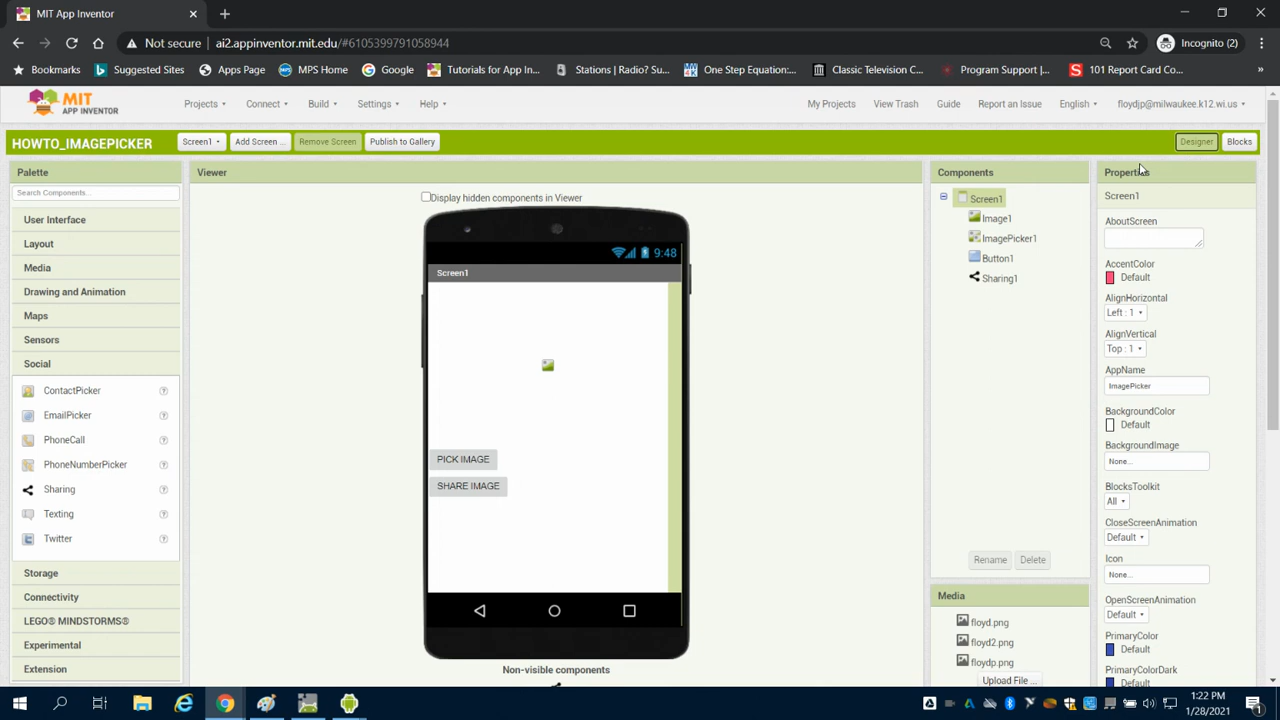 MIT App Inventor
Not secure ai2.appinventor.mit.edu/#6105399791058944
Incognito (2)
Bookmarks Suggested Sites Apps Page MPS Home Google Tutorials for App In... Stations | Radio? Su... One Step Equation:... Classic Television C... Program Support |... 101 Report Card Co... »
MIT APP INVENTOR
Projects Connect Build Settings Help My Projects View Trash Guide Report an Issue English floydjp@milwaukee.k12.wi.us
HOWTO_IMAGEPICKER Screen1 Add Screen ... Remove Screen Publish to Gallery Designer Blocks
Palette
Search Components...
User Interface
Layout
Media
Drawing and Animation
Maps
Sensors
Social
ContactPicker
EmailPicker
PhoneCall
PhoneNumberPicker
Sharing
Texting
Twitter
Storage
Connectivity
LEGO® MINDSTORMS®
Experimental
Extension
Viewer
Display hidden components in Viewer
9:48
Screen1
PICK IMAGE
SHARE IMAGE
Non-visible components
Components
Screen1
Image1
ImagePicker1
Button1
Sharing1
Rename Delete
Media
floyd.png
floyd2.png
floydp.png
Upload File ...
Properties
Screen1
AboutScreen
AccentColor
Default
AlignHorizontal
Left : 1
AlignVertical
Top : 1
AppName
ImagePicker
BackgroundColor
Default
BackgroundImage
None...
BlocksToolkit
All
CloseScreenAnimation
Default
Icon
None...
OpenScreenAnimation
Default
PrimaryColor
Default
PrimaryColorDark
Default
1:22 PM
1/28/2021